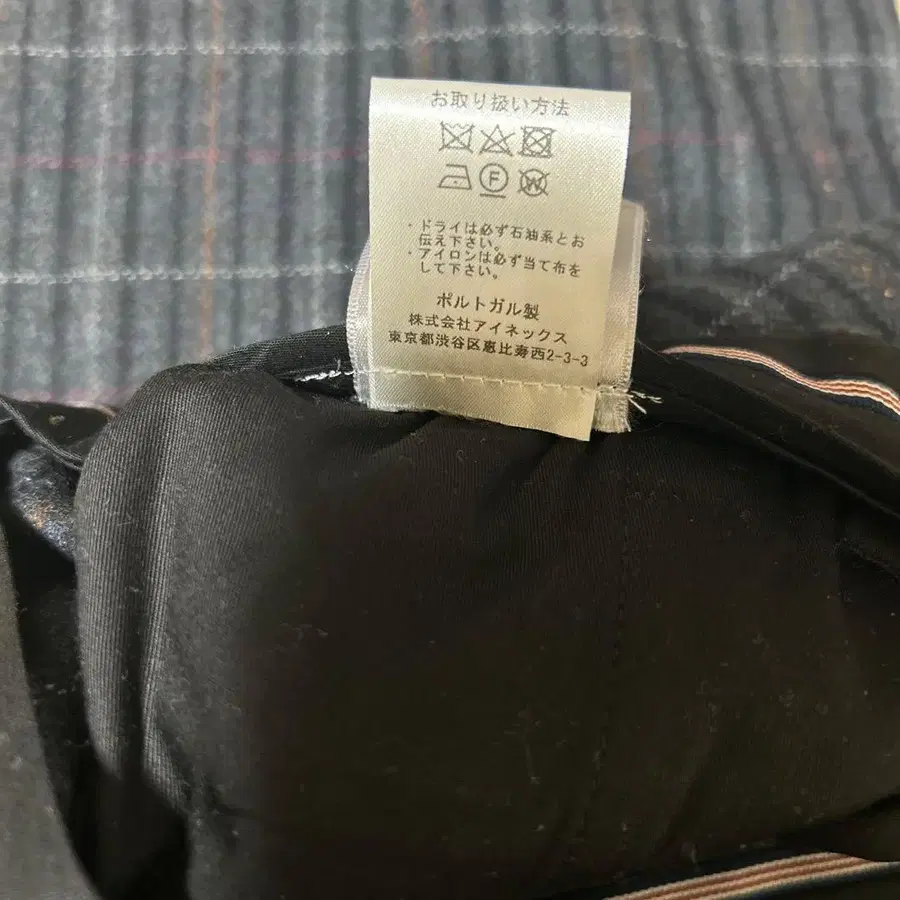 お取り扱い方法
F W
・ドライは必ず石油系とお
伝え下さい。
・アイロンは必ず当て布を
して下さい。
ポルトガル製
株式会社アイネックス
東京都渋谷区恵比寿西2-3-3